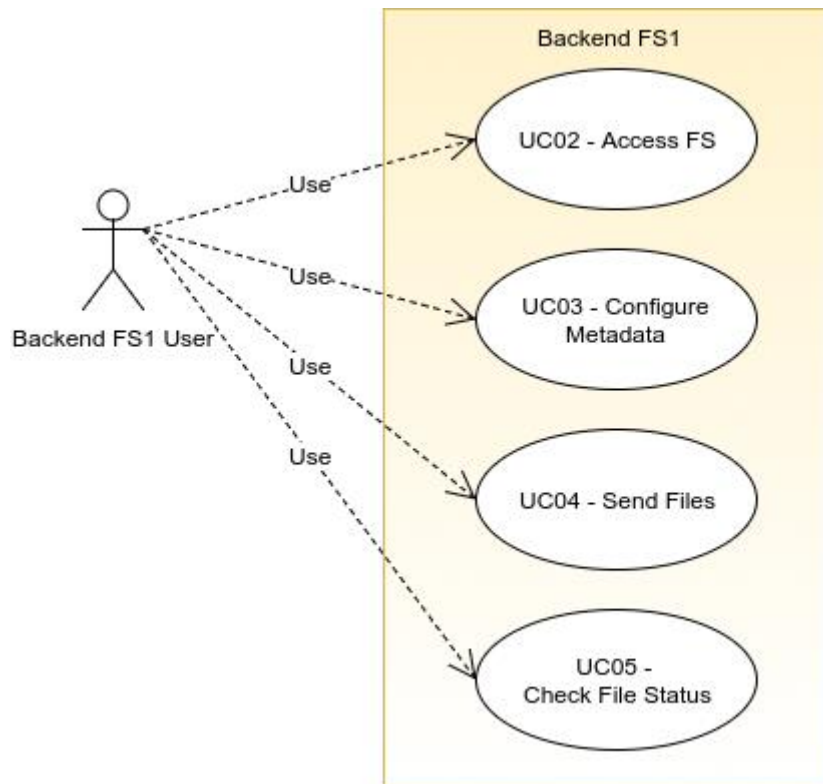 Backend FS1
UC02 - Access FS
Use
Use
UC03 - Configure
Metadata
Backend FS1 User
Use
Use
UC04 - Send Files
UC05 -
Check File Status